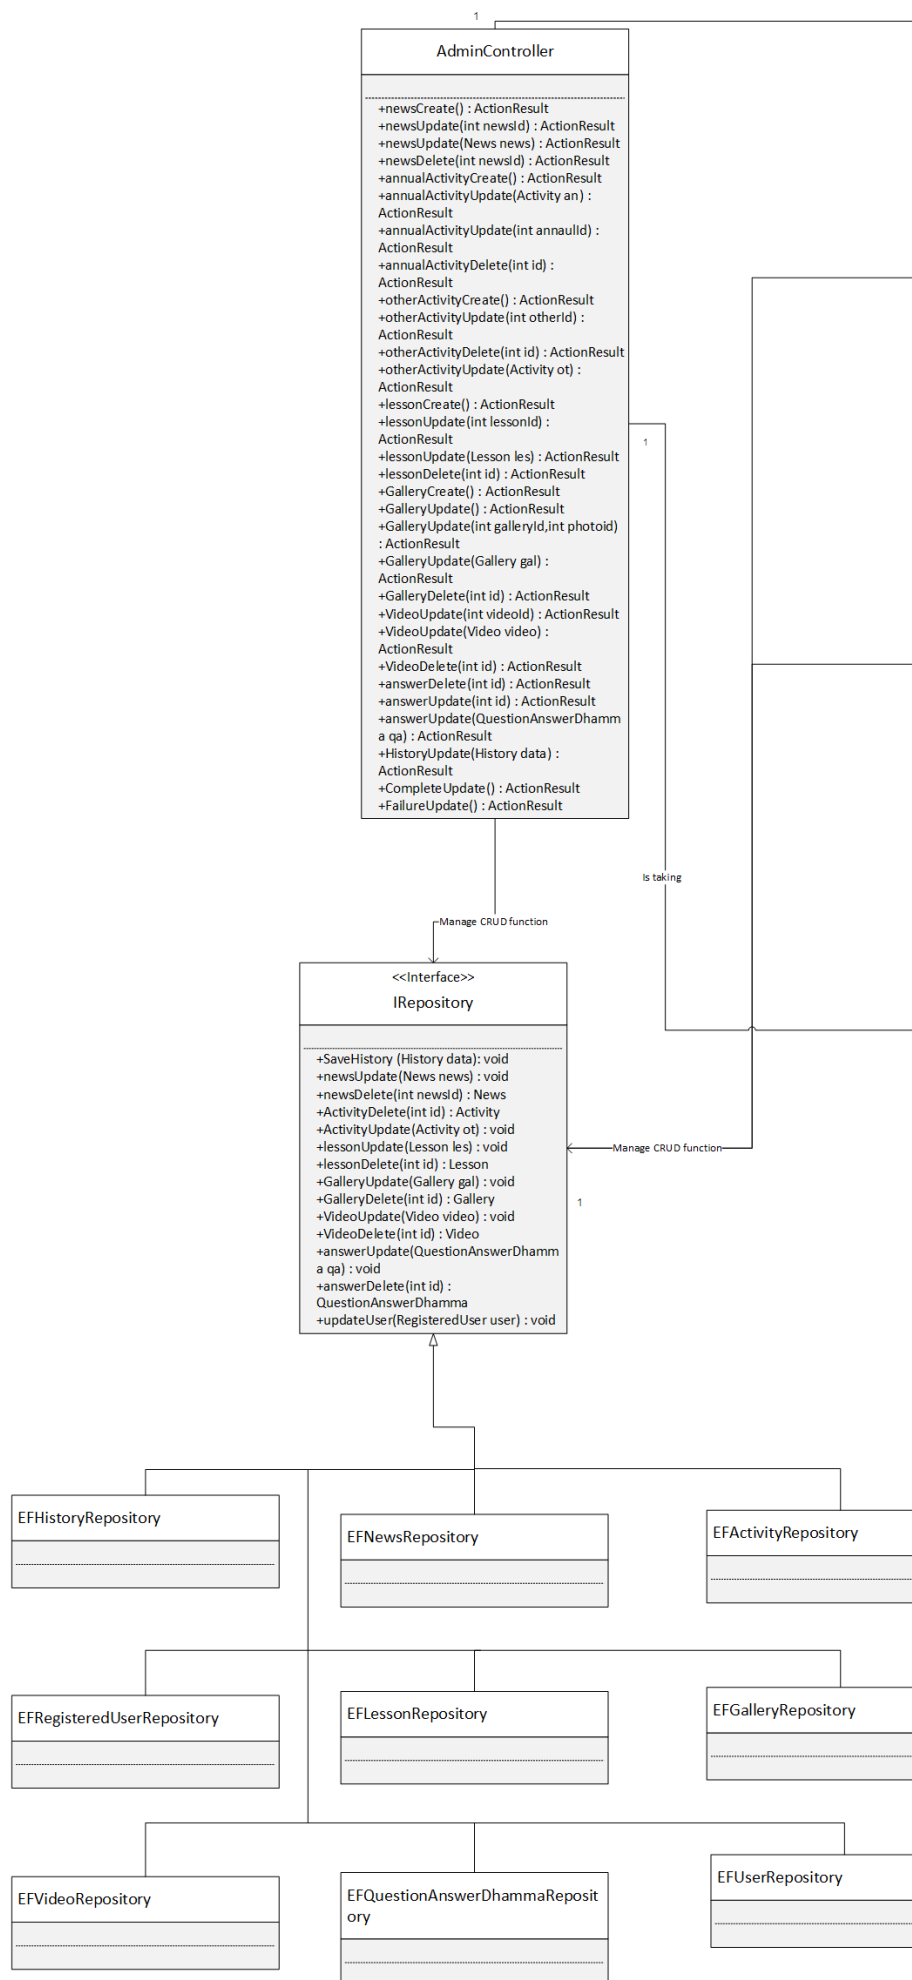 1
AdminController
+newsCreate() : ActionResult
+newsUpdate(int newsId) : ActionResult
+newsUpdate(News news) : ActionResult
+newsDelete(int newsId) : ActionResult
+annualActivityCreate() : ActionResult
+annualActivityUpdate(Activity an) :
ActionResult
+annualActivityUpdate(int annaulId) :
ActionResult
+annualActivityDelete(int id) :
ActionResult
+otherActivityCreate() : ActionResult
+otherActivityUpdate(int otherId) :
ActionResult
+otherActivityDelete(int id) : ActionResult
+otherActivityUpdate(Activity ot) :
ActionResult
+lessonCreate() : ActionResult
+lessonUpdate(int lessonId) :
ActionResult
+lessonUpdate(Lesson les) : ActionResult
+lessonDelete(int id) : ActionResult
+GalleryCreate() : ActionResult
+GalleryUpdate() : ActionResult
+GalleryUpdate(int galleryId,int photoid)
: ActionResult
+GalleryUpdate(Gallery gal) :
ActionResult
+GalleryDelete(int id) : ActionResult
+VideoUpdate(int videoId) : ActionResult
+VideoUpdate(Video video) :
ActionResult
+VideoDelete(int id) : ActionResult
+answerDelete(int id) : ActionResult
+answerUpdate(int id) : ActionResult
+answerUpdate(QuestionAnswerDhamm
a qa) : ActionResult
+HistoryUpdate(History data) :
ActionResult
+CompleteUpdate() : ActionResult
+FailureUpdate() : ActionResult
1
Is taking
Manage CRUD function
<<Interface>>
IRepository
+SaveHistory (History data): void
+newsUpdate(News news) : void
+newsDelete(int newsId) : News
+ActivityDelete(int id) : Activity
+ActivityUpdate(Activity ot) : void
+lessonUpdate(Lesson les) : void
+lessonDelete(int id) : Lesson
+GalleryUpdate(Gallery gal) : void
+GalleryDelete(int id) : Gallery
+VideoUpdate(Video video) : void
+VideoDelete(int id) : Video
+answerUpdate(QuestionAnswerDhamm
a qa) : void
+answerDelete(int id) :
QuestionAnswerDhamma
+updateUser(RegisteredUser user) : void
Manage CRUD function
1
EFHistoryRepository
EFNewsRepository
EFActivityRepository
EFRegisteredUserRepository
EFLessonRepository
EFGalleryRepository
EFVideoRepository
EFQuestionAnswerDhammaReposit
ory
EFUserRepository